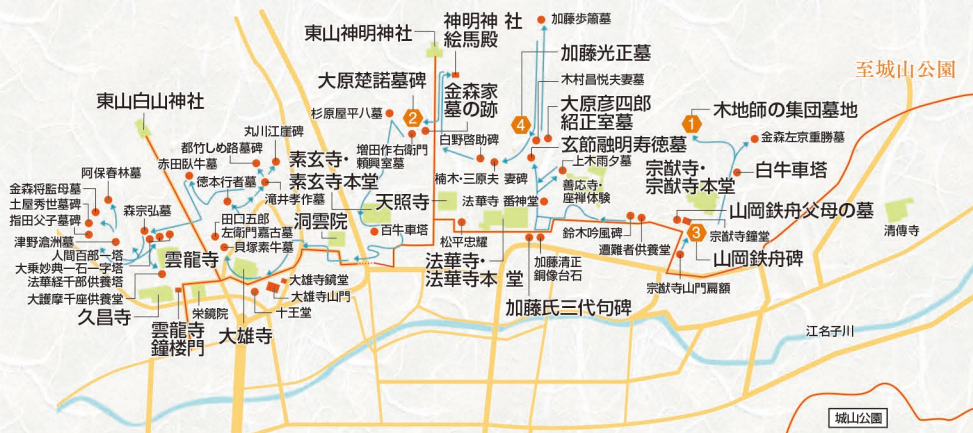 加藤歩簫墓
神明神社
絵馬殿
東山神明神社
加藤光正墓
至城山公園
木村昌悦夫妻墓
大原楚諾墓碑
金森家
墓の跡
大原彦四郎
紹正室墓
東山白山神社
杉原屋平八墓
2
4
1
木地師の集団墓地
丸川江崖碑
増田作右衛門
頼興室墓
白野啓助碑
玄節融明寿徳墓
金森左京重勝墓
都竹しめ路墓碑
素玄寺・
素玄寺本堂
上木雨夕墓
宗猷寺・
宗猷寺本堂
白牛車塔
赤田臥牛墓
阿保春林墓
徳本行者墓
楠木・三原夫妻碑
善応寺・
座禅体験
金森将監母墓
土屋秀世墓碑
指田父子墓碑
滝井孝作墓
天照寺
法華寺 番神堂
山岡鉄舟父母の墓
森宗弘墓
田口五郎
左衛門嘉古墓
洞雲院
百牛車塔
松平忠耀
鈴木吟風碑
3
宗猷寺鐘堂
清傳寺
津野滄洲墓
人間百部一塔
貝塚素牛墓
遭難者供養堂
大乗妙典一石一字塔
法華経千部供養塔
大護摩千座供養堂
雲龍寺
法華寺・
法華寺本堂
加藤清正
銅像台石
山岡鉄舟碑
宗猷寺山門扁額
大雄寺鐘堂
大雄寺山門
久昌寺
栄鏡院
十王堂
加藤氏三代句碑
雲龍寺
鐘楼門
大雄寺
江名子川
城山公園